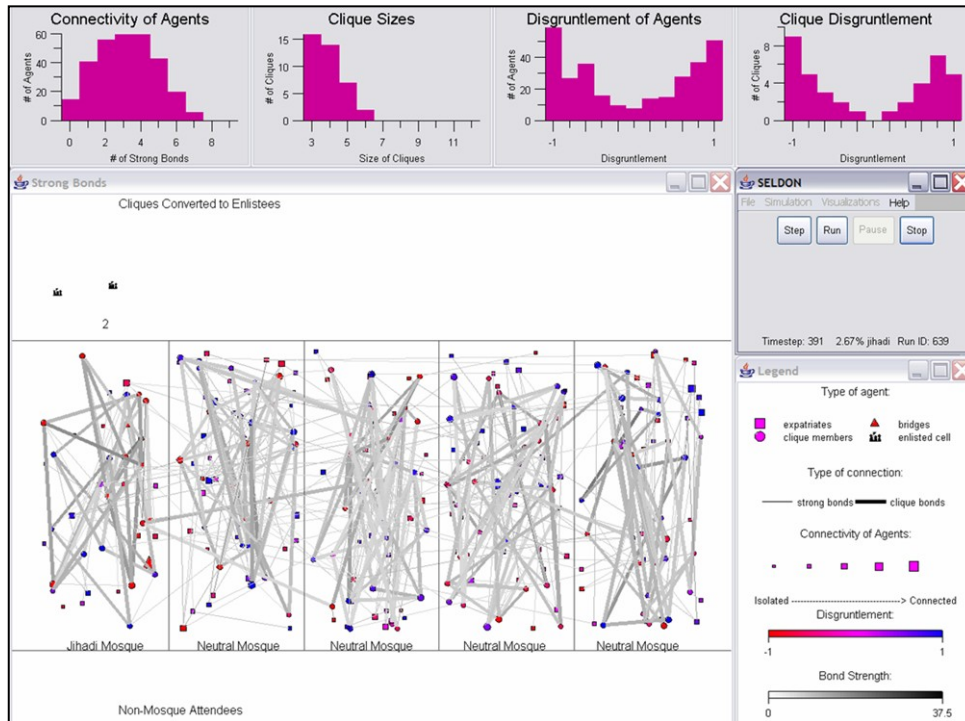 Connectivity of Agents
# of Agents
60
40
20
0
0 2 4 6 8
# of Strong Bonds
Clique Sizes
# of Cliques
15
10
5
0
3 5 7 9 11
Size of Cliques
Disgruntlement of Agents
# of Agents
40
20
0
-1 1
Disgruntlement
Clique Disgruntlement
# of Cliques
8
4
0
-1 1
Disgruntlement
Strong Bonds
Cliques Converted to Enlistees
2
Jihadi Mosque Neutral Mosque Neutral Mosque Neutral Mosque Neutral Mosque
Non-Mosque Attendees
SELDON
File Simulation Visualizations Help
Step Run Pause Stop
Timestep: 391 2.67% jihadi Run ID: 639
Legend
Type of agent:
expatriates bridges
clique members enlisted cell
Type of connection:
strong bonds clique bonds
Connectivity of Agents:
Isolated ----------------------> Connected
Disgruntlement:
-1 1
Bond Strength:
0 37.5